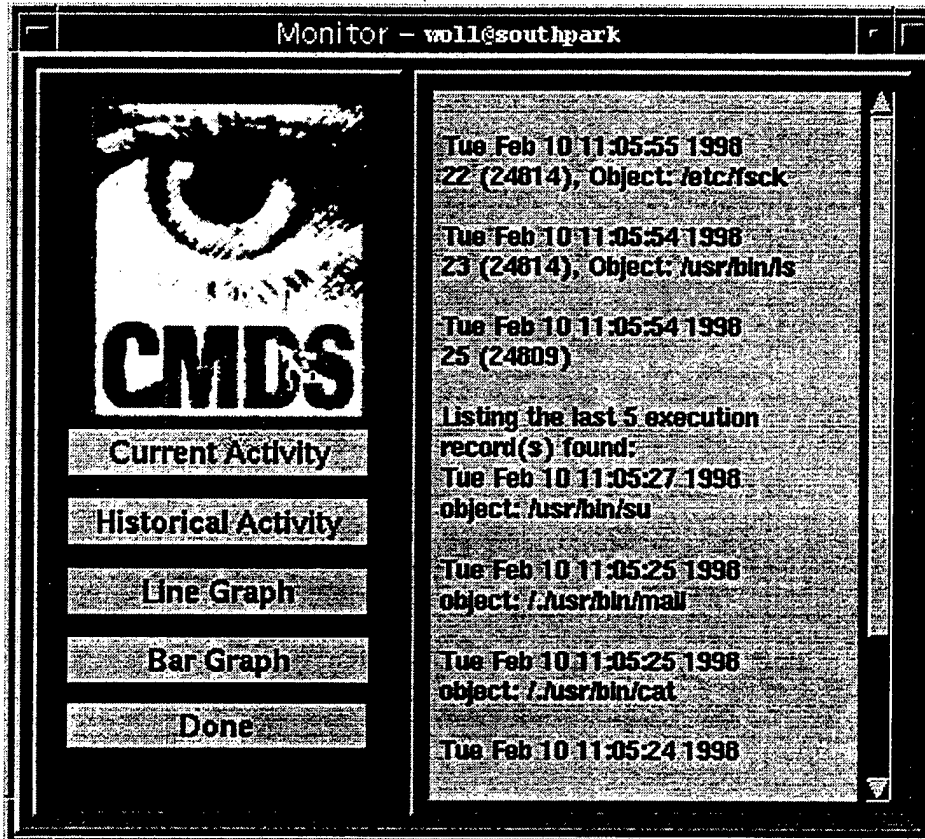 Monitor – woll@southpark
CMDS
Current Activity
Historical Activity
Line Graph
Bar Graph
Done
Tue Feb 10 11:05:55 1998
22 (24814), Object: /etc/fsck
Tue Feb 10 11:05:54 1998
23 (24814), Object: /usr/bin/ls
Tue Feb 10 11:05:54 1998
25 (24809)
Listing the last 5 execution
record(s) found:
Tue Feb 10 11:05:27 1998
object: /usr/bin/su
Tue Feb 10 11:05:25 1998
object: /./usr/bin/mail
Tue Feb 10 11:05:25 1998
object: /./usr/bin/cat
Tue Feb 10 11:05:24 1998